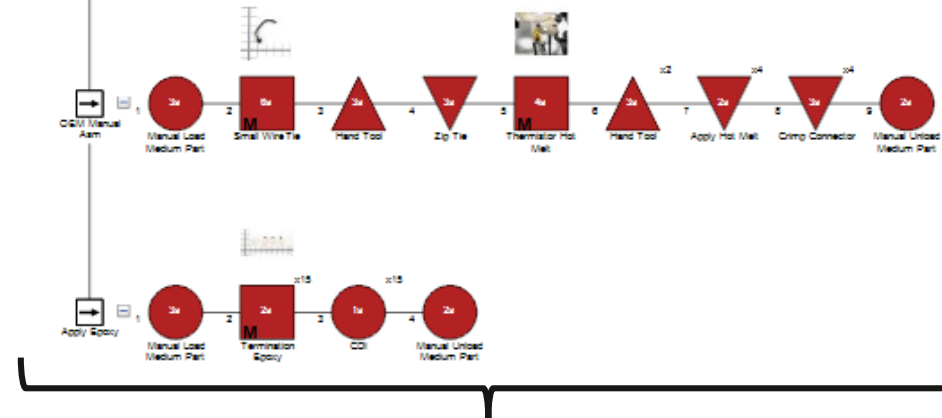 x2
x4
x4
3s
6s
3s
3s
4s
3s
2s
3s
2s
1
2
M
3
4
5
M
6
7
8
9
OEM Manual
Asm
Manual Load
Medium Part
Small Wire Tie
Hand Tool
Zip Tie
Thermistor Hot
Melt
Hand Tool
Apply Hot Melt
Crimp Connector
Manual Unload
Medium Part
x15
x15
3s
2s
1s
2s
1
2
M
3
4
Apply Epoxy
Manual Load
Medium Part
Termination
Epoxy
COI
Manual Unload
Medium Part